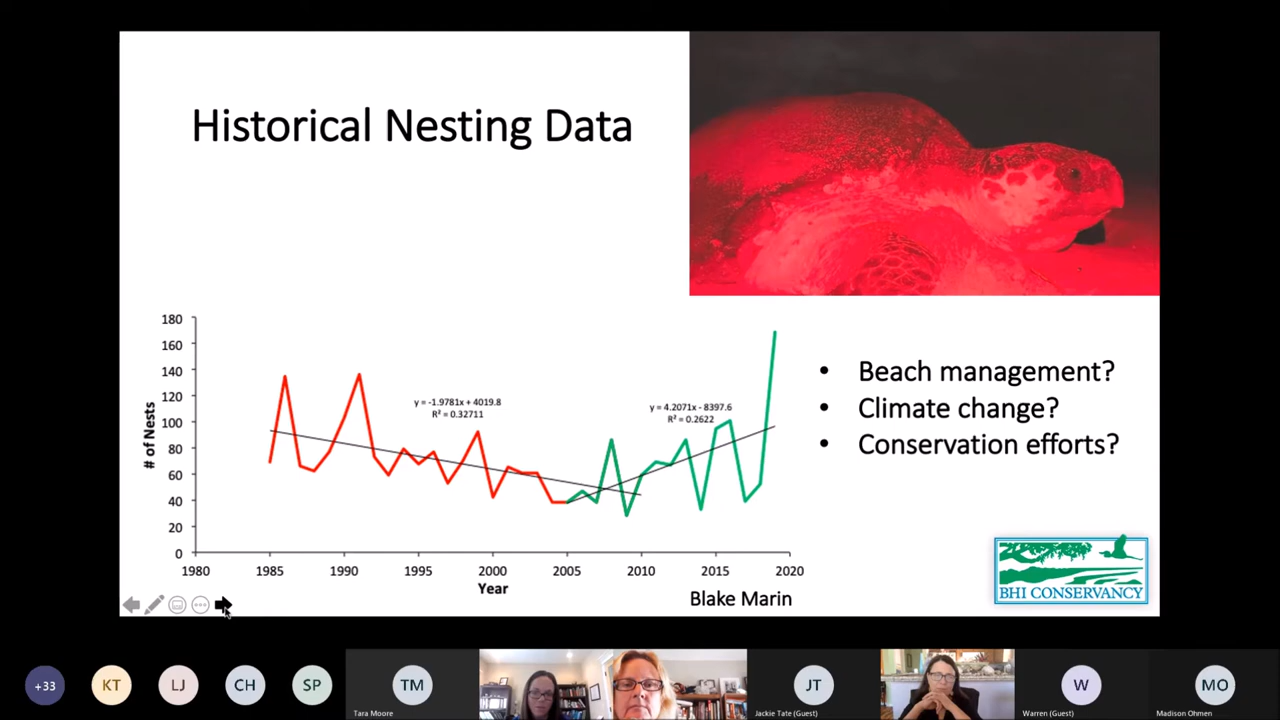 Historical Nesting Data
180
160
140
120
100
80
60
40
20
0
# of Nests
y = -1.9781x + 4019.8
R² = 0.32711
y = 4.2071x - 8397.6
R² = 0.2622
1980 1985 1990 1995 2000 2005 2010 2015 2020
Year
Blake Marin
• Beach management?
• Climate change?
• Conservation efforts?
BHI CONSERVANCY
+33 KT LJ CH SP TM JT W MO
Tara Moore Jackie Tate (Guest) Warren (Guest) Madison Ohmen